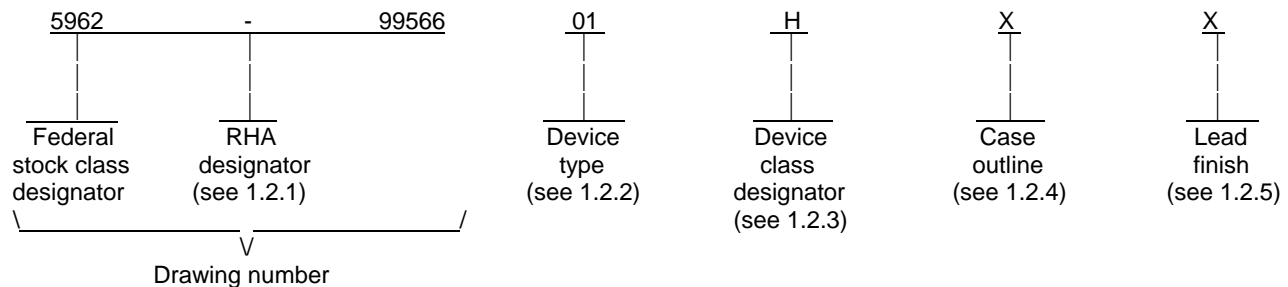 5962 - 99566 01 H X X
Federal stock class designator
RHA designator (see 1.2.1)
Device type (see 1.2.2)
Device class designator (see 1.2.3)
Case outline (see 1.2.4)
Lead finish (see 1.2.5)
Drawing number